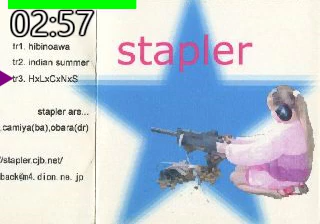 02:57
stapler
tr1. hibinoawa
tr2. indian summer
tr3. HxLxCxNxS
stapler are...
,camiya(ba),obara(dr)
//stapler.cjb.net/
back@m4.dion.ne.jp